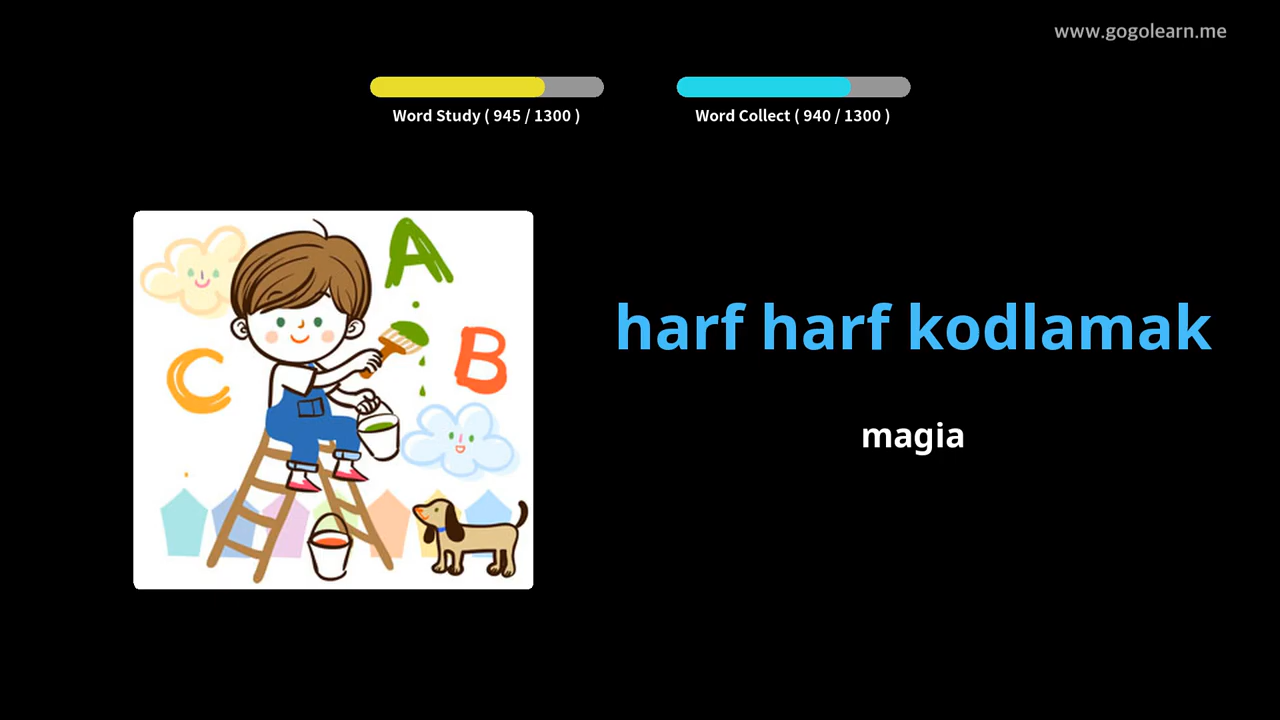 www.gogolearn.me
Word Study ( 945 / 1300 )
Word Collect ( 940 / 1300 )
A
B
C
harf harf kodlamak
magia